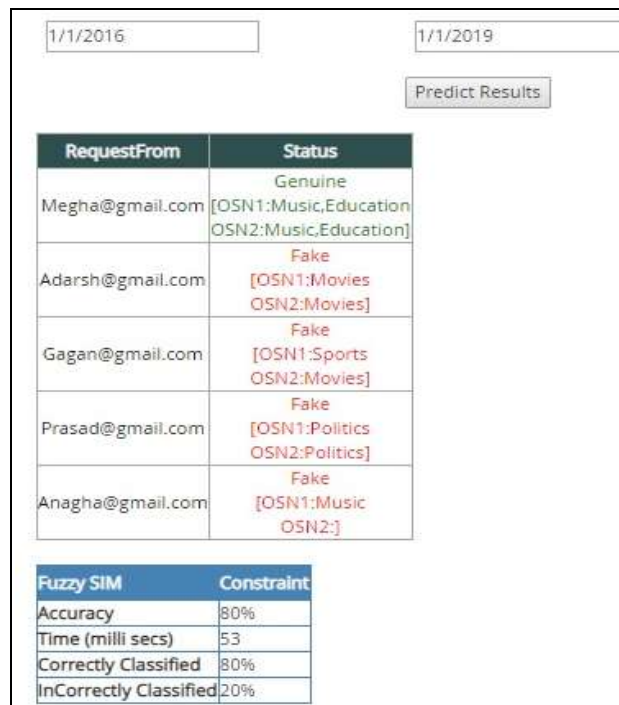 1/1/2016 1/1/2019
Predict Results
RequestFrom Status
Megha@gmail.com Genuine
[OSN1:Music,Education
OSN2:Music,Education]
Adarsh@gmail.com Fake
[OSN1:Movies
OSN2:Movies]
Gagan@gmail.com Fake
[OSN1:Sports
OSN2:Movies]
Prasad@gmail.com Fake
[OSN1:Politics
OSN2:Politics]
Anagha@gmail.com Fake
[OSN1:Music
OSN2:]
Fuzzy SIM Constraint
Accuracy 80%
Time (milli secs) 53
Correctly Classified 80%
InCorrectly Classified 20%